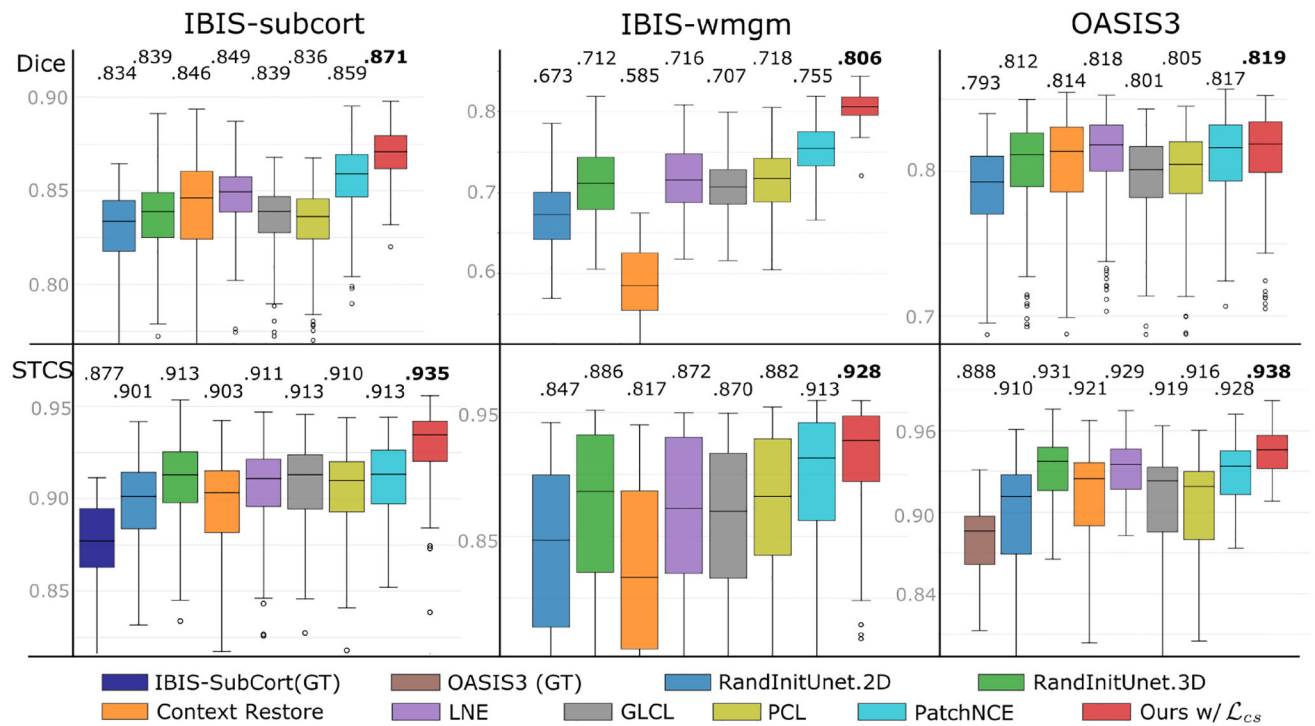 IBIS-subcort IBIS-wmgm OASIS3
Dice
.834 .839 .846 .849 .839 .836 .859 .871
.673 .712 .585 .716 .707 .718 .755 .806
.793 .812 .814 .818 .801 .805 .817 .819
0.90
0.85
0.80
0.8
0.7
0.6
0.8
0.7
STCS
.877 .901 .913 .903 .911 .913 .910 .913 .935
.847 .886 .817 .872 .870 .882 .913 .928
.888 .910 .931 .921 .929 .919 .916 .928 .938
0.95
0.90
0.85
0.95
0.85
0.96
0.90
0.84
IBIS-SubCort(GT) OASIS3 (GT) RandInitUnet.2D RandInitUnet.3D
Context Restore LNE GLCL PCL PatchNCE Ours w/ ℒcs